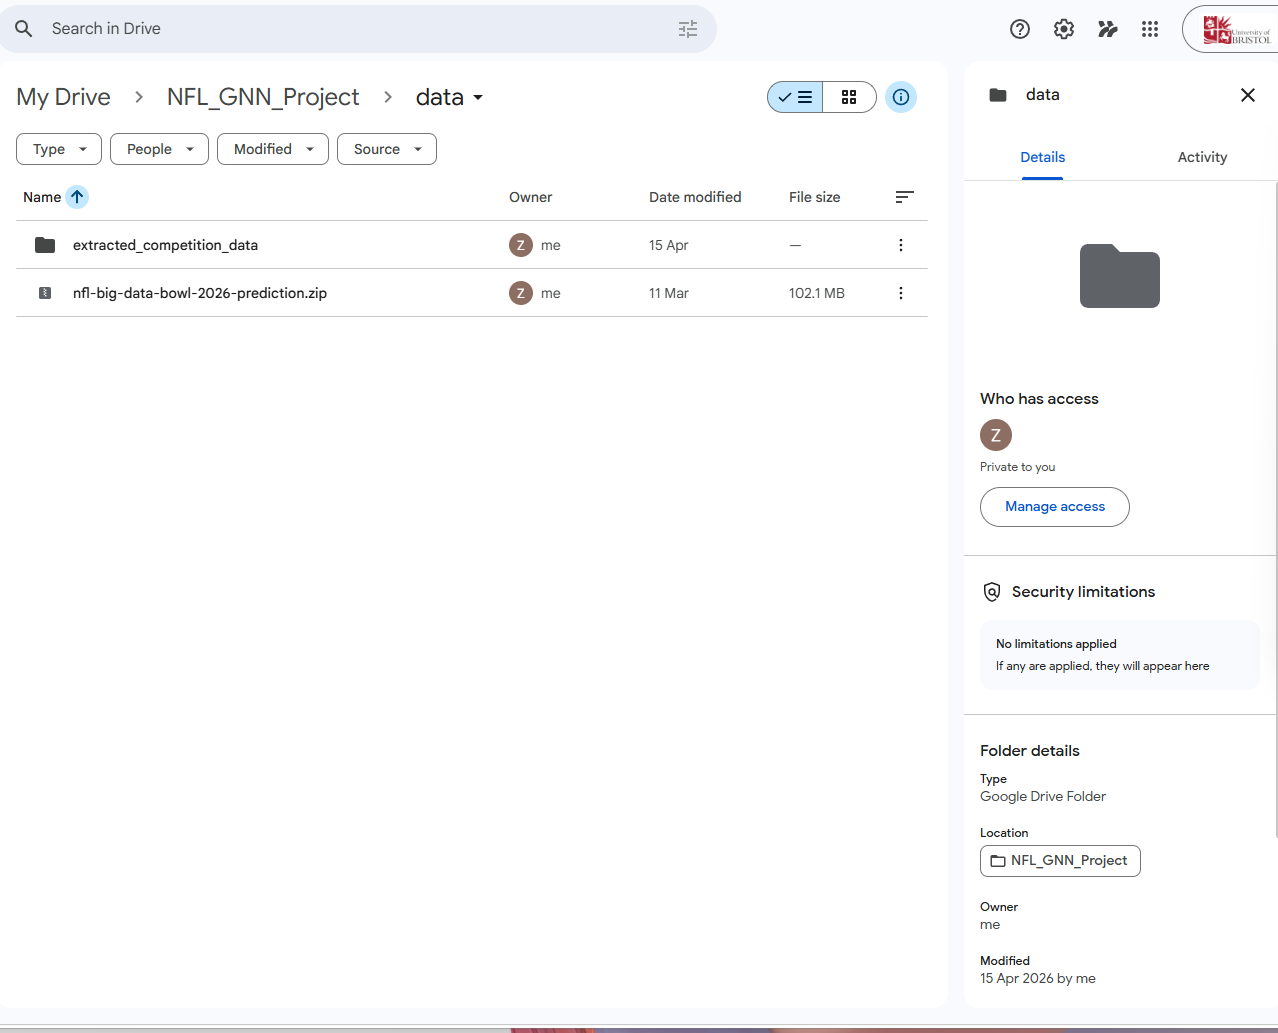 Search in Drive
University of
BRISTOL
My Drive > NFL_GNN_Project > data
data
Type People Modified Source
Details Activity
Name Owner Date modified File size
extracted_competition_data Z me 15 Apr —
nfl-big-data-bowl-2026-prediction.zip Z me 11 Mar 102.1 MB
Who has access
Z
Private to you
Manage access
Security limitations
No limitations applied
If any are applied, they will appear here
Folder details
Type
Google Drive Folder
Location
NFL_GNN_Project
Owner
me
Modified
15 Apr 2026 by me